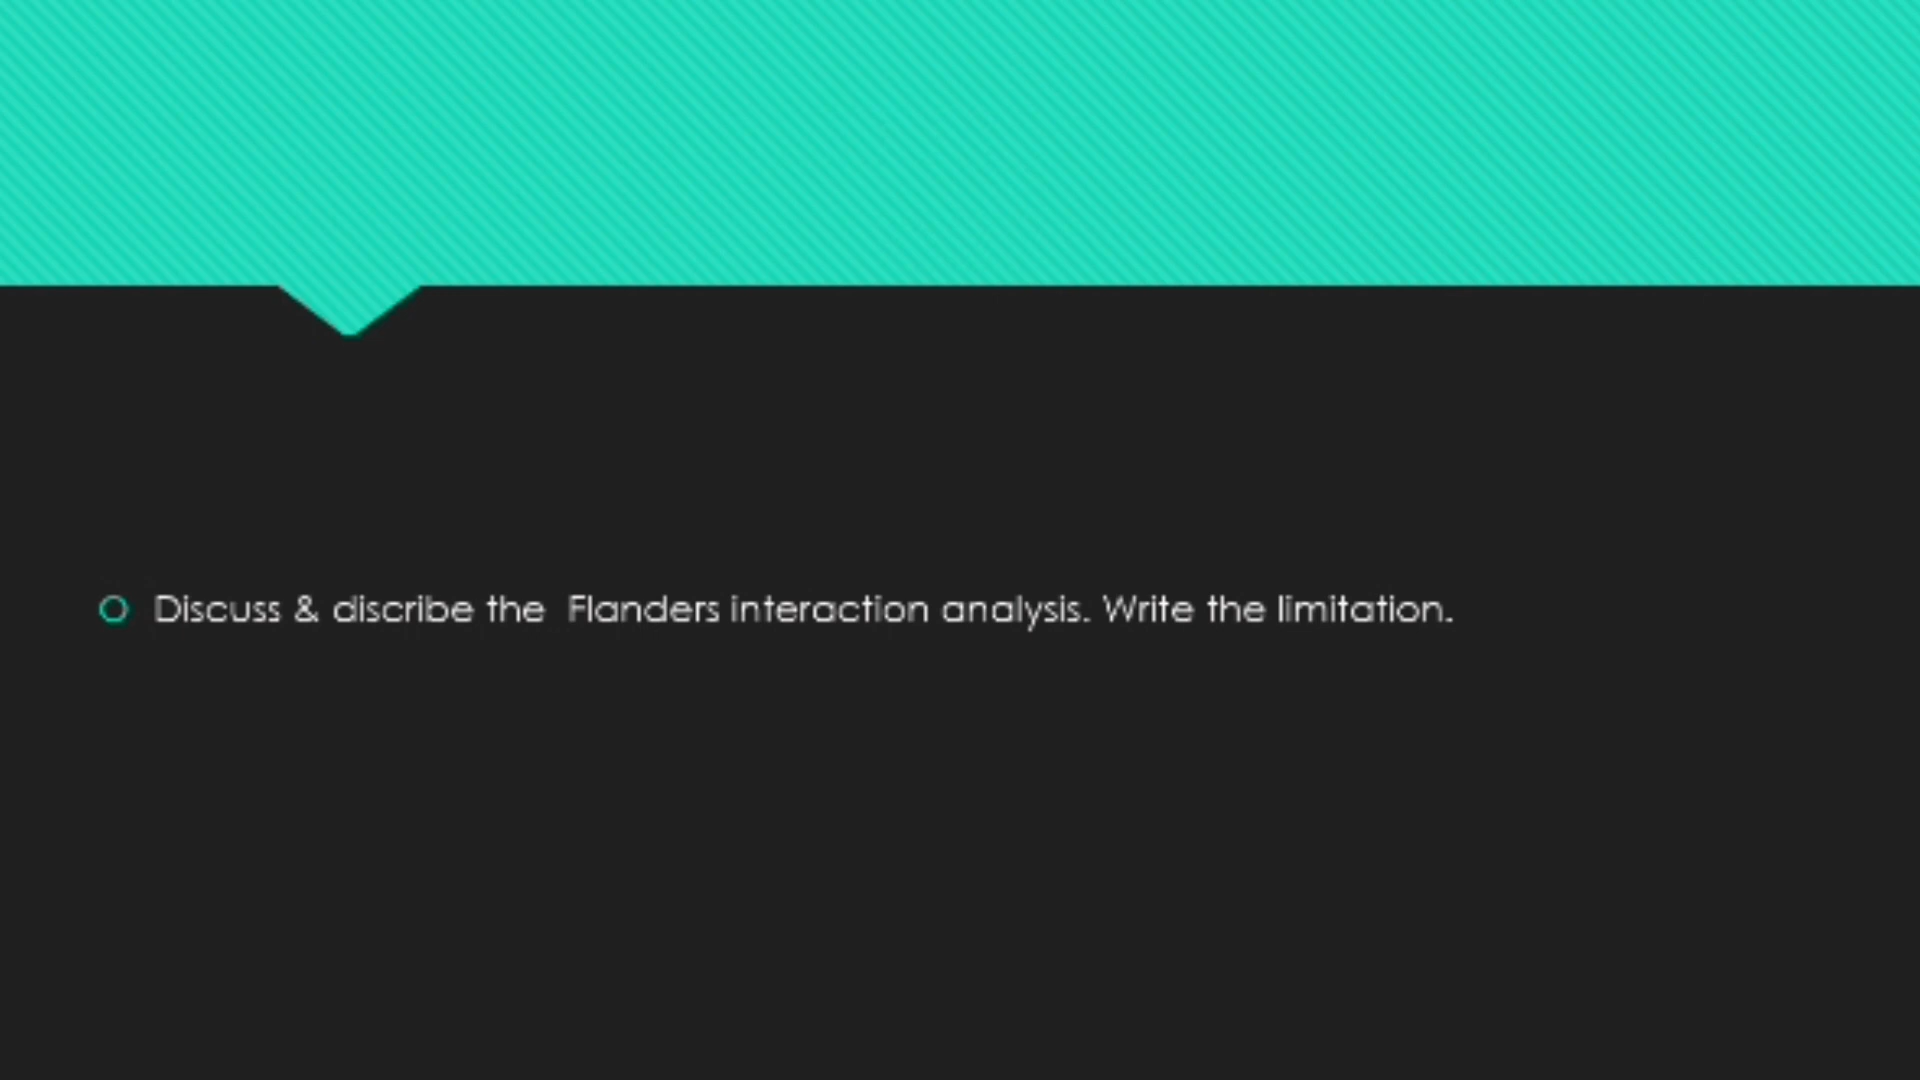 Discuss & discribe the  Flanders interaction analysis. Write the limitation.